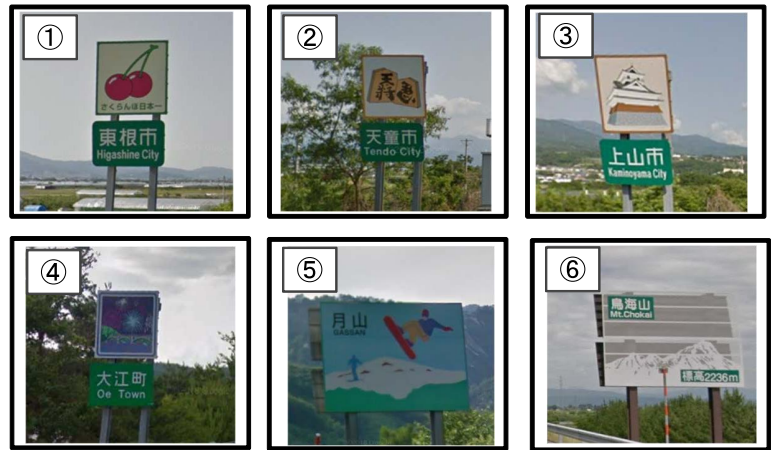 ①
さくらんぼ日本一
東根市
Higashine City
②
王将
天童市
Tendo City
③
上山市
Kaminoyama City
④
大江町
Oe Town
⑤
月山
GASSAN
⑥
鳥海山
Mt.Chokai
標高2236m